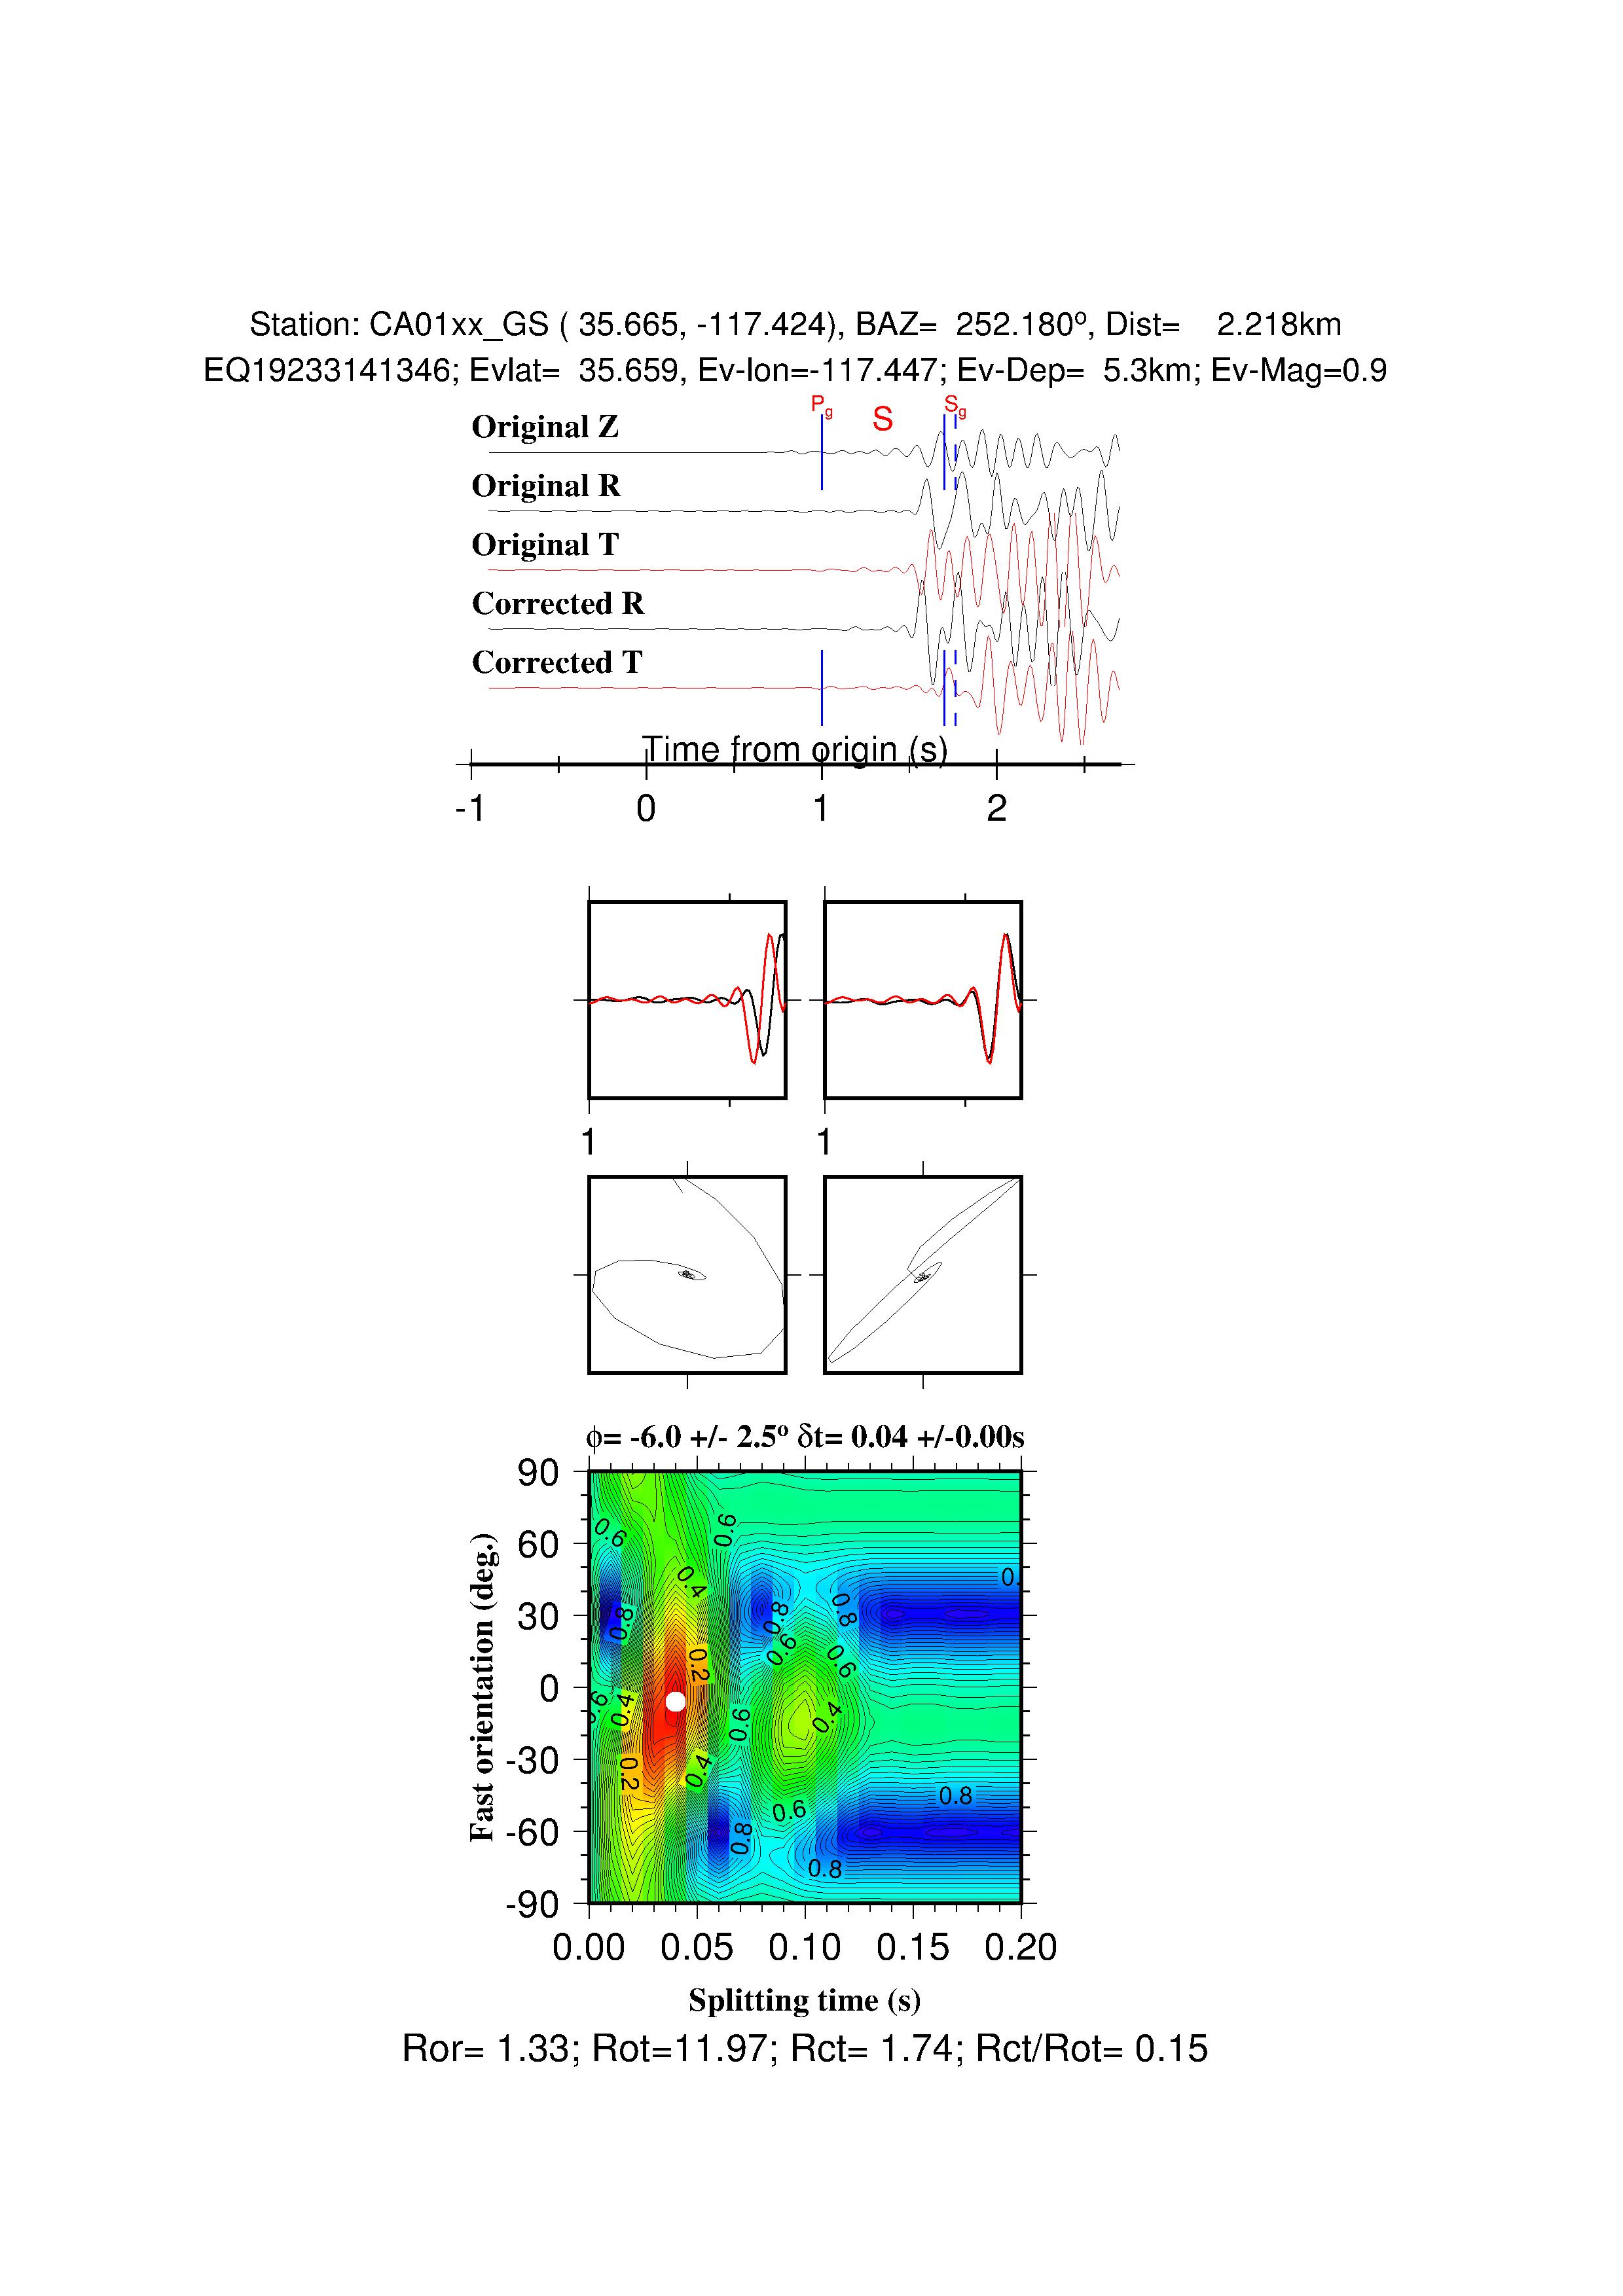 Station: CA01xx_GS ( 35.665, -117.424), BAZ= 252.180º, Dist= 2.218km
EQ19233141346; Evlat= 35.659, Ev-lon=-117.447; Ev-Dep= 5.3km; Ev-Mag=0.9
Pg S Sg
Original Z
Original R
Original T
Corrected R
Corrected T
Time from origin (s)
-1 0 1 2
1 1
ϕ= -6.0 +/- 2.5º δt= 0.04 +/-0.00s
Fast orientation (deg.)
90
60
30
0
-30
-60
-90
0.6 0.6
0.4 0.
0.8 0.8 0.8
0.2 0.6 0.6
0.6 0.4 0.6 0.4
0.2 0.4
0.6 0.8
0.8 0.8
0.00 0.05 0.10 0.15 0.20
Splitting time (s)
Ror= 1.33; Rot=11.97; Rct= 1.74; Rct/Rot= 0.15